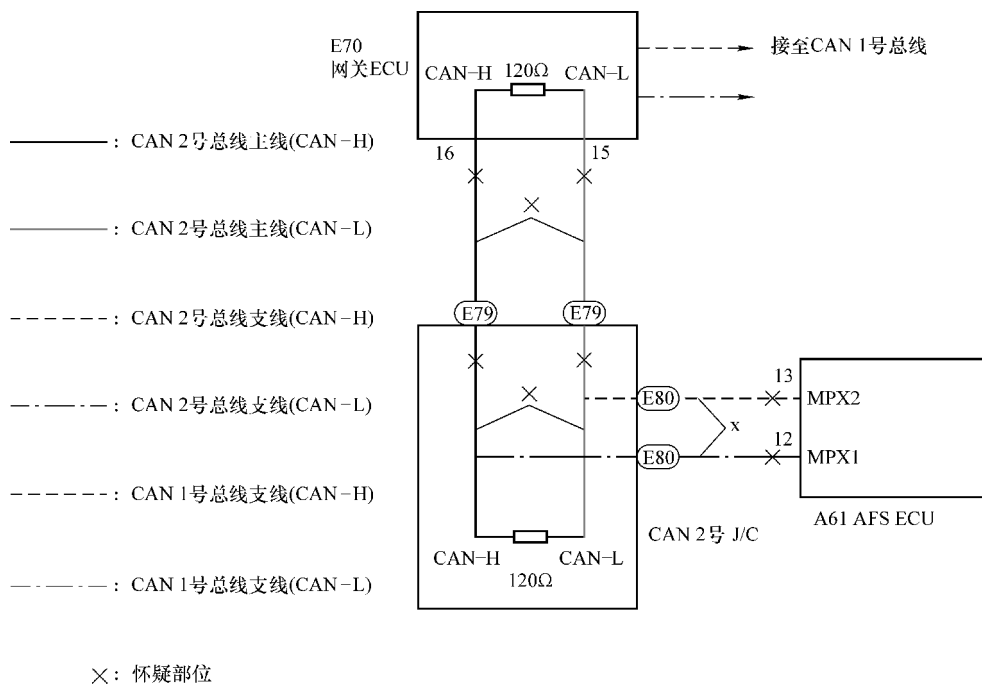 E70
网关ECU
CAN-H
120Ω
CAN-L
接至CAN 1号总线
16
15
: CAN 2号总线主线(CAN-H)
: CAN 2号总线主线(CAN-L)
: CAN 2号总线支线(CAN-H)
: CAN 2号总线支线(CAN-L)
: CAN 1号总线支线(CAN-H)
: CAN 1号总线支线(CAN-L)
×: 怀疑部位
E79
E79
E80
E80
x
13
MPX2
12
MPX1
A61 AFS ECU
CAN 2号 J/C
CAN-H
CAN-L
120Ω